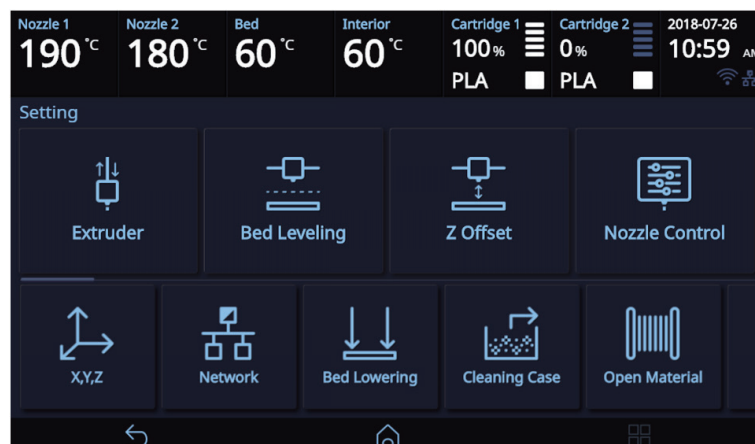 Nozzle 1 Nozzle 2 Bed Interior Cartridge 1 Cartridge 2 2018-07-26
190 °C 180 °C 60 °C 60 °C 100 % 0 % 10:59 AM
PLA PLA
Setting
Extruder Bed Leveling Z Offset Nozzle Control
X,Y,Z Network Bed Lowering Cleaning Case Open Material